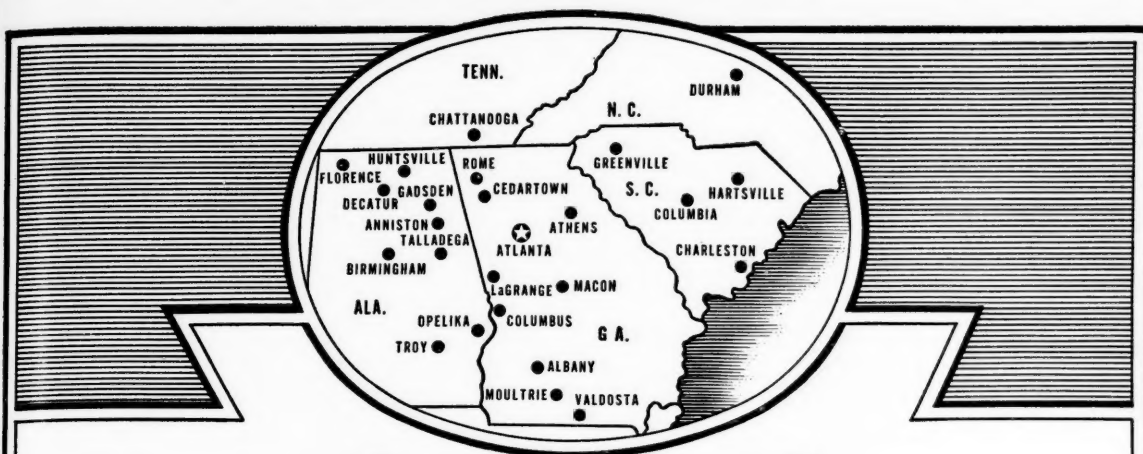 TENN.
DURHAM
N. C.
CHATTANOOGA
HUNTSVILLE
ROME
GREENVILLE
FLORENCE
CEDARTOWN
S. C.
HARTSVILLE
DECATUR
GADSDEN
COLUMBIA
ANNISTON
ATHENS
TALLADEGA
ATLANTA
BIRMINGHAM
CHARLESTON
LaGRANGE
MACON
ALA.
COLUMBUS
OPELIKA
G A.
TROY
ALBANY
MOULTRIE
VALDOSTA